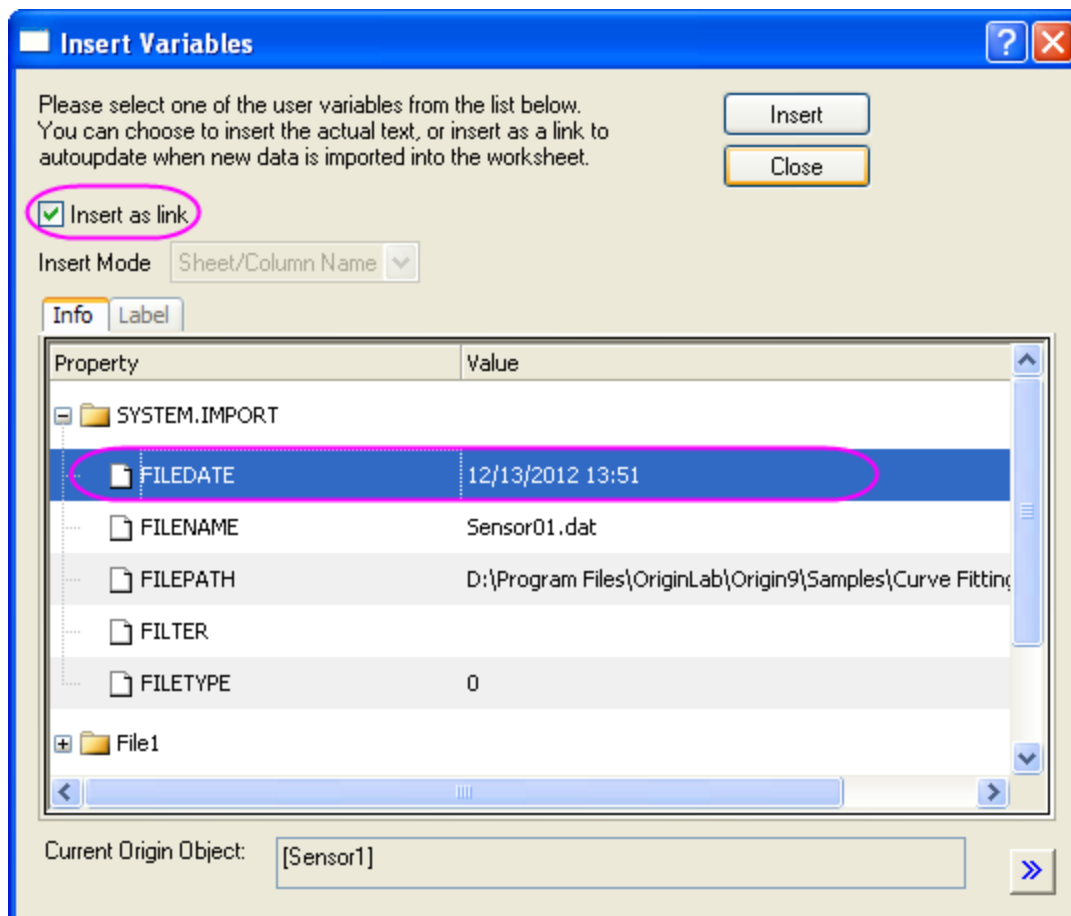 Insert Variables
Please select one of the user variables from the list below.
You can choose to insert the actual text, or insert as a link to
autoupdate when new data is imported into the worksheet.
Insert
Close
Insert as link
Insert Mode Sheet/Column Name
Info Label
Property Value
SYSTEM.IMPORT
FILEDATE 12/13/2012 13:51
FILENAME Sensor01.dat
FILEPATH D:\Program Files\OriginLab\Origin9\Samples\Curve Fitting
FILTER
FILETYPE 0
File1
Current Origin Object: [Sensor1]